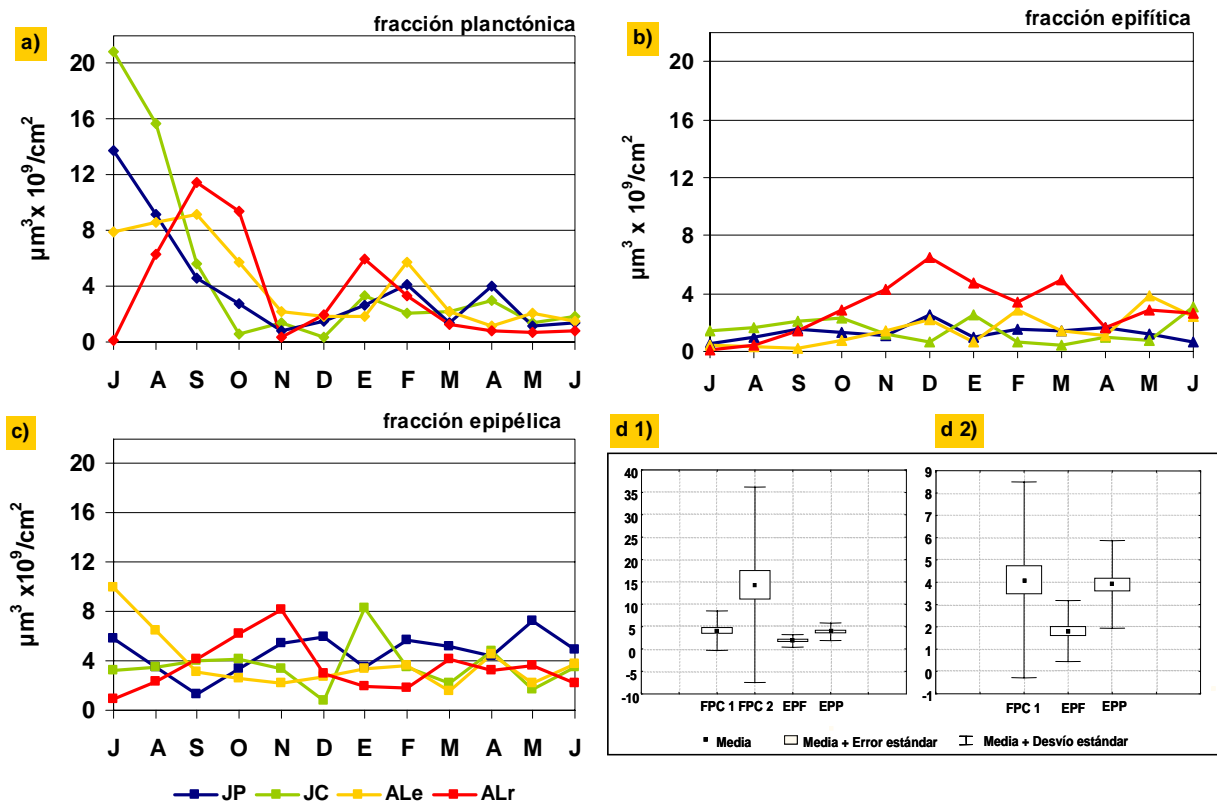 a)
fracción planctónica
µm³ x 10⁹/cm²
20
16
12
8
4
0
J A S O N D E F M A M J
b)
fracción epifítica
µm³ x 10⁹/cm²
20
16
12
8
4
0
J A S O N D E F M A M J
c)
fracción epipélica
µm³ x10⁹/cm²
20
16
12
8
4
0
J A S O N D E F M A M J
JP JC ALe ALr
d 1)
40
35
30
25
20
15
10
5
0
-5
-10
FPC 1 FPC 2 EPF EPP
d 2)
9
8
7
6
5
4
3
2
1
0
-1
FPC 1 EPF EPP
Media Media + Error estándar Media + Desvío estándar